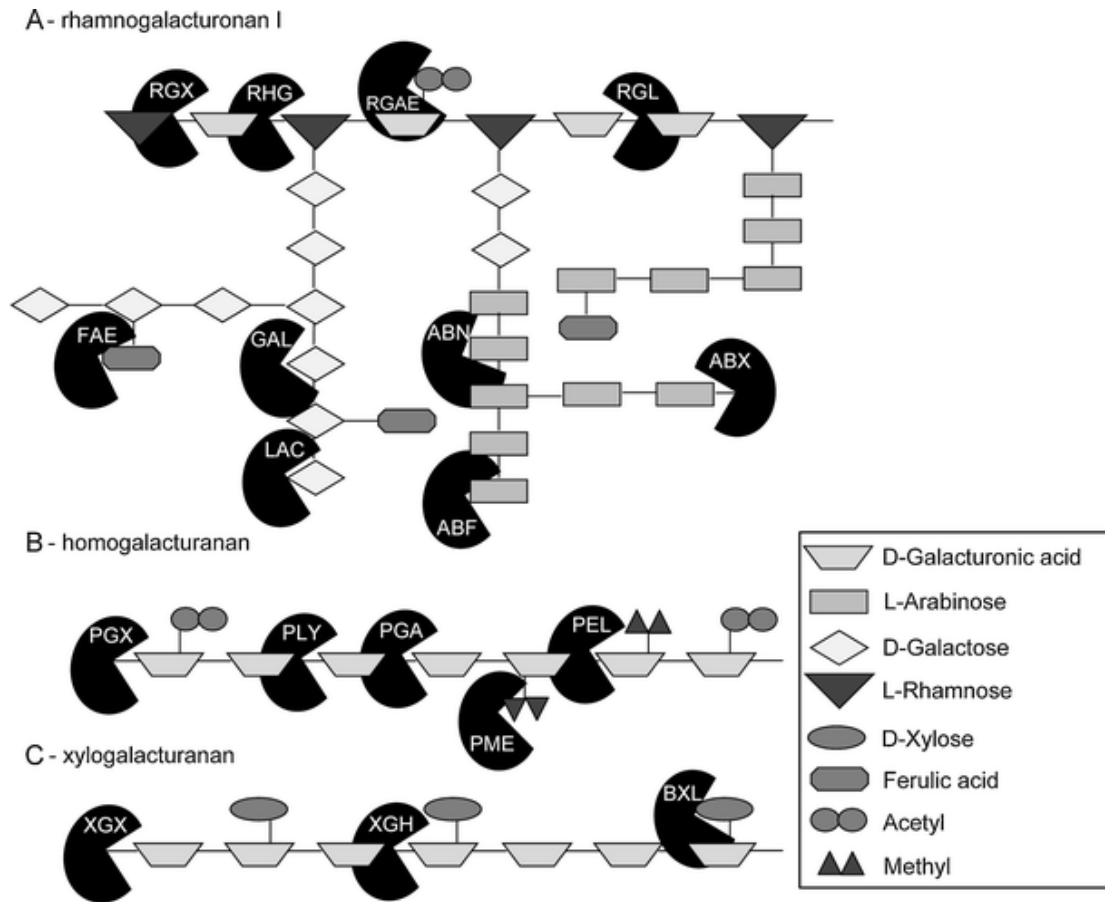 A - rhamnogalacturonan I
RGX
RHG
RGAE
RGL
FAE
GAL
ABN
ABX
LAC
ABF
B - homogalacturanan
PGX
PLY
PGA
PEL
PME
C - xylogalacturanan
XGX
XGH
BXL
D-Galacturonic acid
L-Arabinose
D-Galactose
L-Rhamnose
D-Xylose
Ferulic acid
Acetyl
Methyl